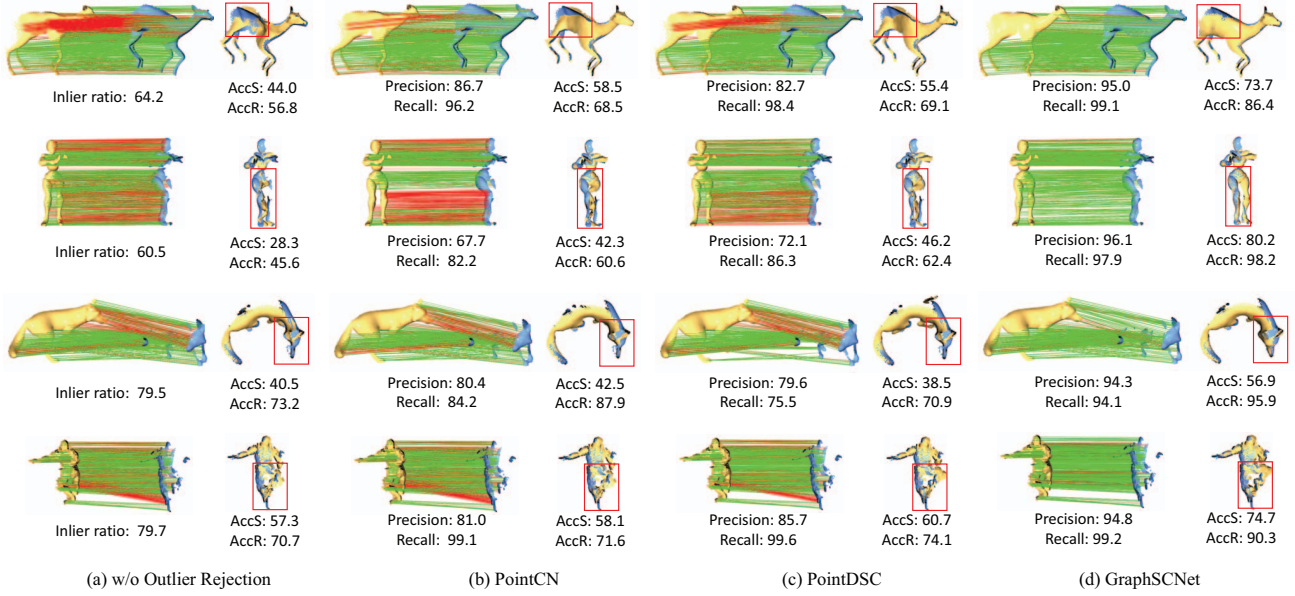 Inlier ratio: 64.2
AccS: 44.0
AccR: 56.8
Precision: 86.7
Recall: 96.2
AccS: 58.5
AccR: 68.5
Precision: 82.7
Recall: 98.4
AccS: 55.4
AccR: 69.1
Precision: 95.0
Recall: 99.1
AccS: 73.7
AccR: 86.4
Inlier ratio: 60.5
AccS: 28.3
AccR: 45.6
Precision: 67.7
Recall: 82.2
AccS: 42.3
AccR: 60.6
Precision: 72.1
Recall: 86.3
AccS: 46.2
AccR: 62.4
Precision: 96.1
Recall: 97.9
AccS: 80.2
AccR: 98.2
Inlier ratio: 79.5
AccS: 40.5
AccR: 73.2
Precision: 80.4
Recall: 84.2
AccS: 42.5
AccR: 87.9
Precision: 79.6
Recall: 75.5
AccS: 38.5
AccR: 70.9
Precision: 94.3
Recall: 94.1
AccS: 56.9
AccR: 95.9
Inlier ratio: 79.7
AccS: 57.3
AccR: 70.7
Precision: 81.0
Recall: 99.1
AccS: 58.1
AccR: 71.6
Precision: 85.7
Recall: 99.6
AccS: 60.7
AccR: 74.1
Precision: 94.8
Recall: 99.2
AccS: 74.7
AccR: 90.3
(a) w/o Outlier Rejection
(b) PointCN
(c) PointDSC
(d) GraphSCNet